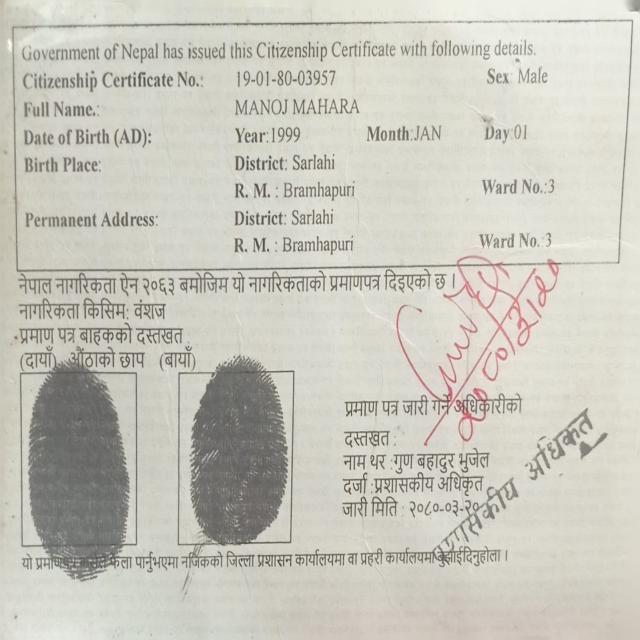 Government of Nepal has issued this Citizenship Certificate with following details.
Citizenship Certificate No.: 19-01-80-03957 Sex: Male
Full Name.: MANOJ MAHARA
Date of Birth (AD): Year:1999 Month:JAN Day:01
Birth Place: District: Sarlahi
R. M. : Bramhapuri Ward No.:3
Permanent Address: District: Sarlahi
R. M. : Bramhapuri Ward No.:3
नेपाल नागरिकता ऐन २०६३ बमोजिम यो नागरिकताको प्रमाणपत्र दिइएको छ ।
नागरिकता किसिम: वंशज
प्रमाण पत्र बाहकको दस्तखत
(दायाँ) औंठाको छाप (बायाँ)
प्रमाण पत्र जारी गर्ने अधिकारीको
दस्तखत :
नाम थर : गुण बहादुर भुजेल
दर्जा :प्रशासकीय अधिकृत
जारी मिति : २०८०-०३-२०
२०८०/३/२०
प्रशासकीय अधिकृत
यो प्रमाणपत्र कसैले फेला पार्नुभएमा नजिकको जिल्ला प्रशासन कार्यालयमा वा प्रहरी कार्यालयमा बुझाईदिनुहोला ।